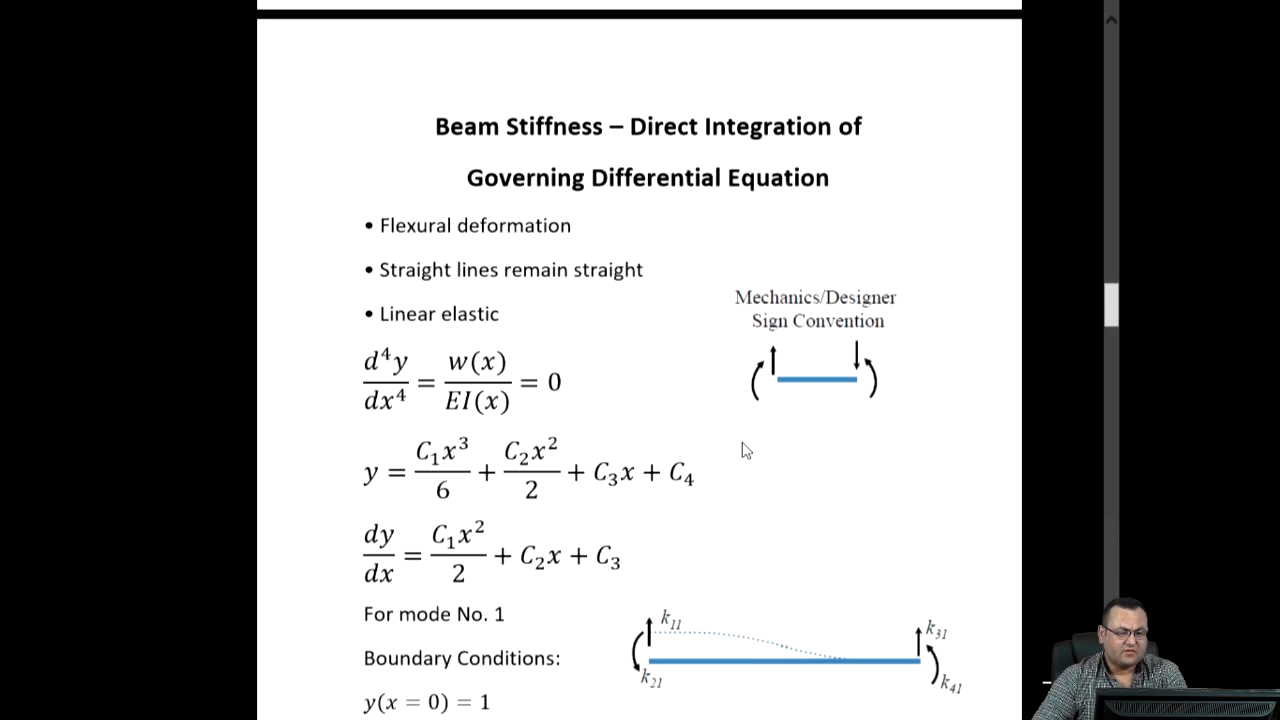 Beam Stiffness – Direct Integration of
Governing Differential Equation
• Flexural deformation
• Straight lines remain straight
• Linear elastic
Mechanics/Designer
Sign Convention
d⁴y/dx⁴ = w(x)/EI(x) = 0
y = C₁x³/6 + C₂x²/2 + C₃x + C₄
dy/dx = C₁x²/2 + C₂x + C₃
For mode No. 1
k₁₁
k₃₁
Boundary Conditions:
k₂₁
k₄₁
y(x = 0) = 1